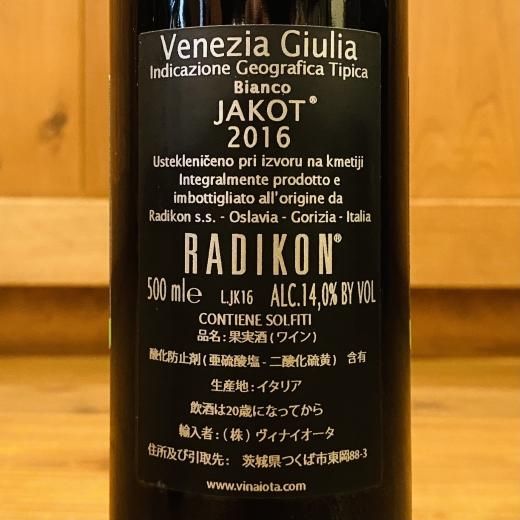 Venezia Giulia
Indicazione Geografica Tipica
Bianco
JAKOT®
2016
Ustekleničeno pri izvoru na kmetiji
Integralmente prodotto e
imbottigliato all'origine da
Radikon s.s. - Oslavia - Gorizia - Italia
RADIKON®
500 ml℮ L.JK16 ALC.14,0% BY VOL
CONTIENE SOLFITI
品名:果実酒(ワイン)
酸化防止剤(亜硫酸塩-二酸化硫黄) 含有
生産地:イタリア
飲酒は20歳になってから
輸入者:(株)ヴィナイオータ
住所及び引取先: 茨城県つくば市東岡88-3
www.vinaiota.com